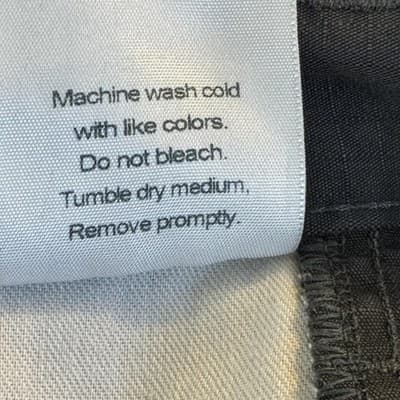 Machine wash cold
with like colors.
Do not bleach.
Tumble dry medium,
Remove promptly.